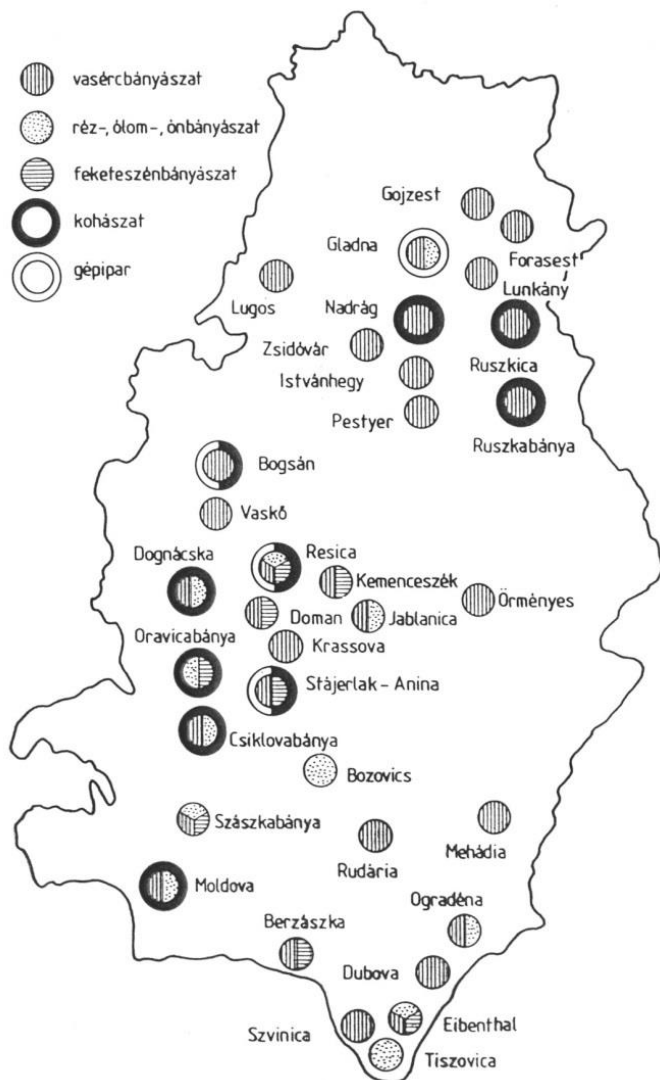 vasércbányászat
réz-, ólom-, ónbányászat
feketeszénbányászat
kohászat
gépipar
Gojzest
Gladna
Forasest
Lugos
Nadrág
Lunkány
Zsidóvár
Ruszkica
Istvánhegy
Pestyer
Ruszkabánya
Bogsán
Vaskő
Dognácska
Resica
Kemenceszék
Örményes
Doman
Jablanica
Oravicabánya
Krassova
Stájerlak - Anina
Csiklovabánya
Bozovics
Szászkabánya
Mehádia
Rudária
Moldova
Ogradéna
Berzászka
Dubova
Szvinica
Eibenthal
Tiszovica